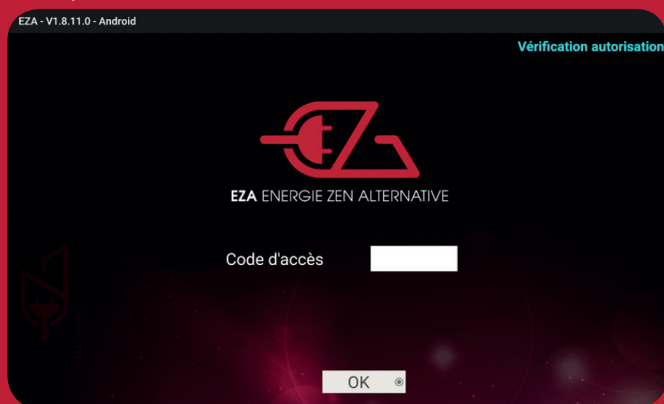 EZA - V1.8.11.0 - Android
Vérification autorisation
EZA ENERGIE ZEN ALTERNATIVE
Code d'accès
OK